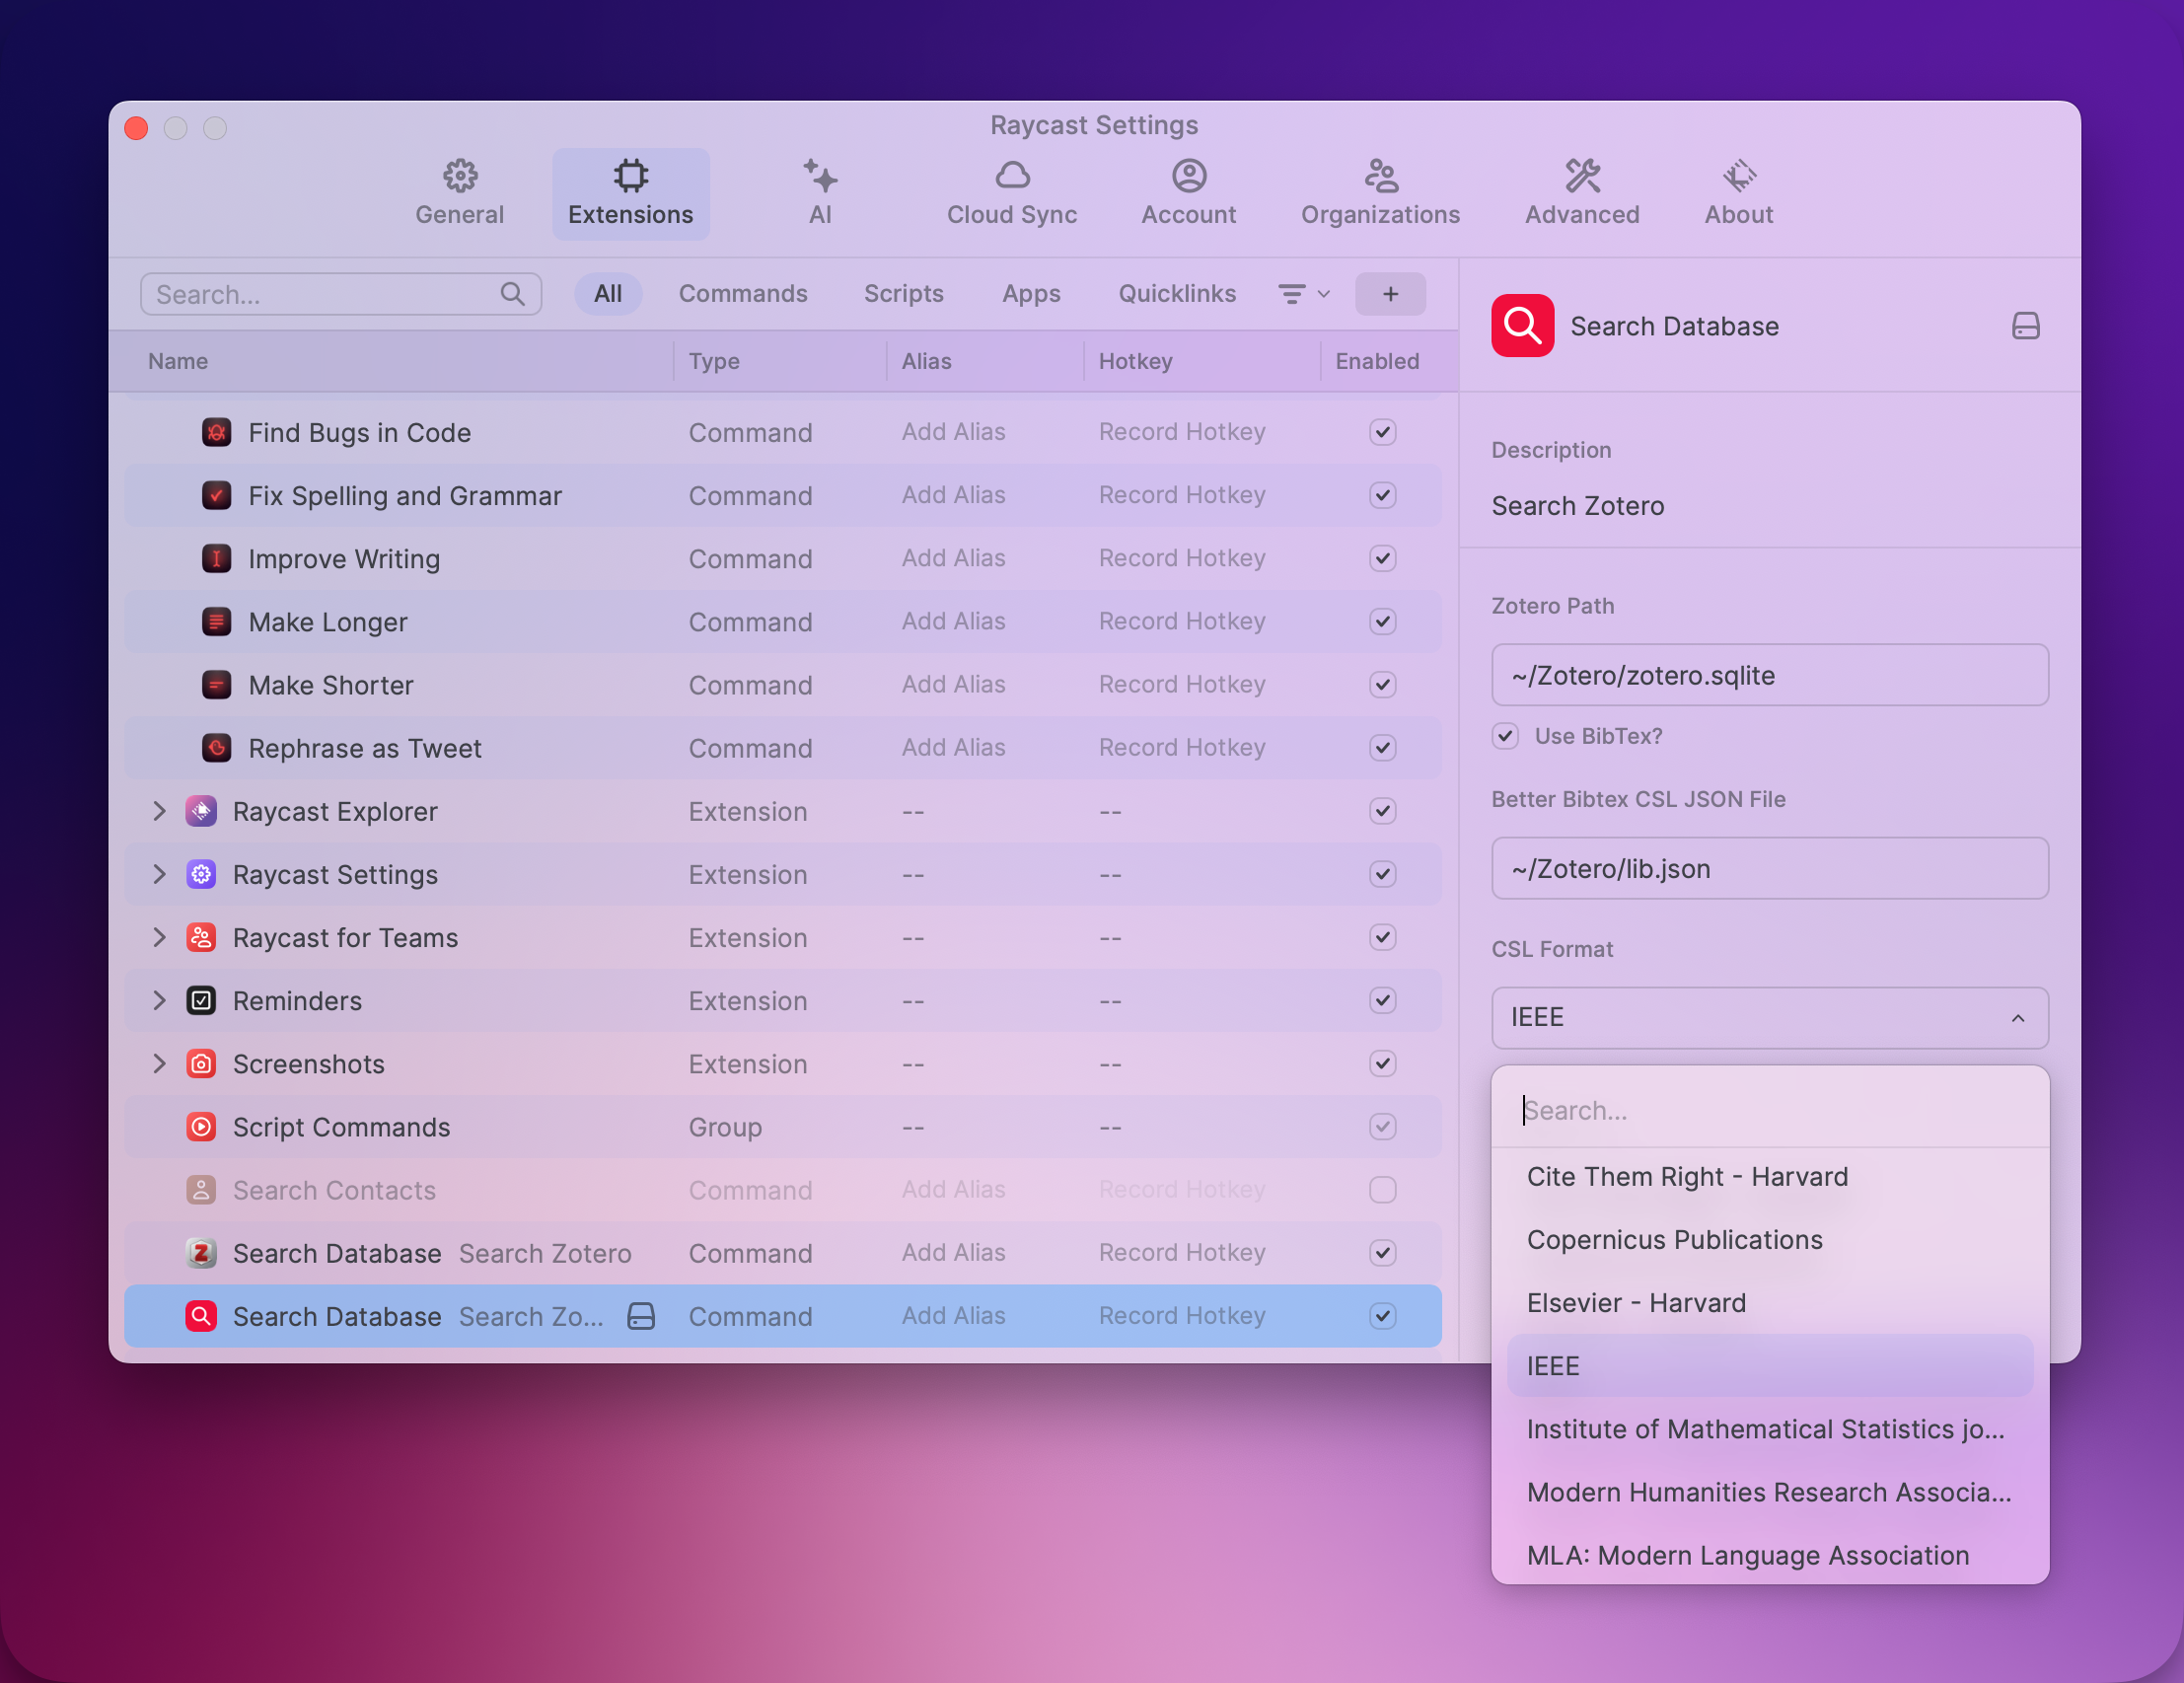 Raycast Settings
General Extensions AI Cloud Sync Account Organizations Advanced About
Search... All Commands Scripts Apps Quicklinks +
Name Type Alias Hotkey Enabled
Find Bugs in Code Command Add Alias Record Hotkey
Fix Spelling and Grammar Command Add Alias Record Hotkey
Improve Writing Command Add Alias Record Hotkey
Make Longer Command Add Alias Record Hotkey
Make Shorter Command Add Alias Record Hotkey
Rephrase as Tweet Command Add Alias Record Hotkey
Raycast Explorer Extension -- --
Raycast Settings Extension -- --
Raycast for Teams Extension -- --
Reminders Extension -- --
Screenshots Extension -- --
Script Commands Group -- --
Search Contacts Command Add Alias Record Hotkey
Search Database Search Zotero Command Add Alias Record Hotkey
Search Database Search Zo... Command Add Alias Record Hotkey
Search Database
Description
Search Zotero
Zotero Path
~/Zotero/zotero.sqlite
Use BibTex?
Better Bibtex CSL JSON File
~/Zotero/lib.json
CSL Format
IEEE
Search...
Cite Them Right - Harvard
Copernicus Publications
Elsevier - Harvard
IEEE
Institute of Mathematical Statistics jo...
Modern Humanities Research Associa...
MLA: Modern Language Association